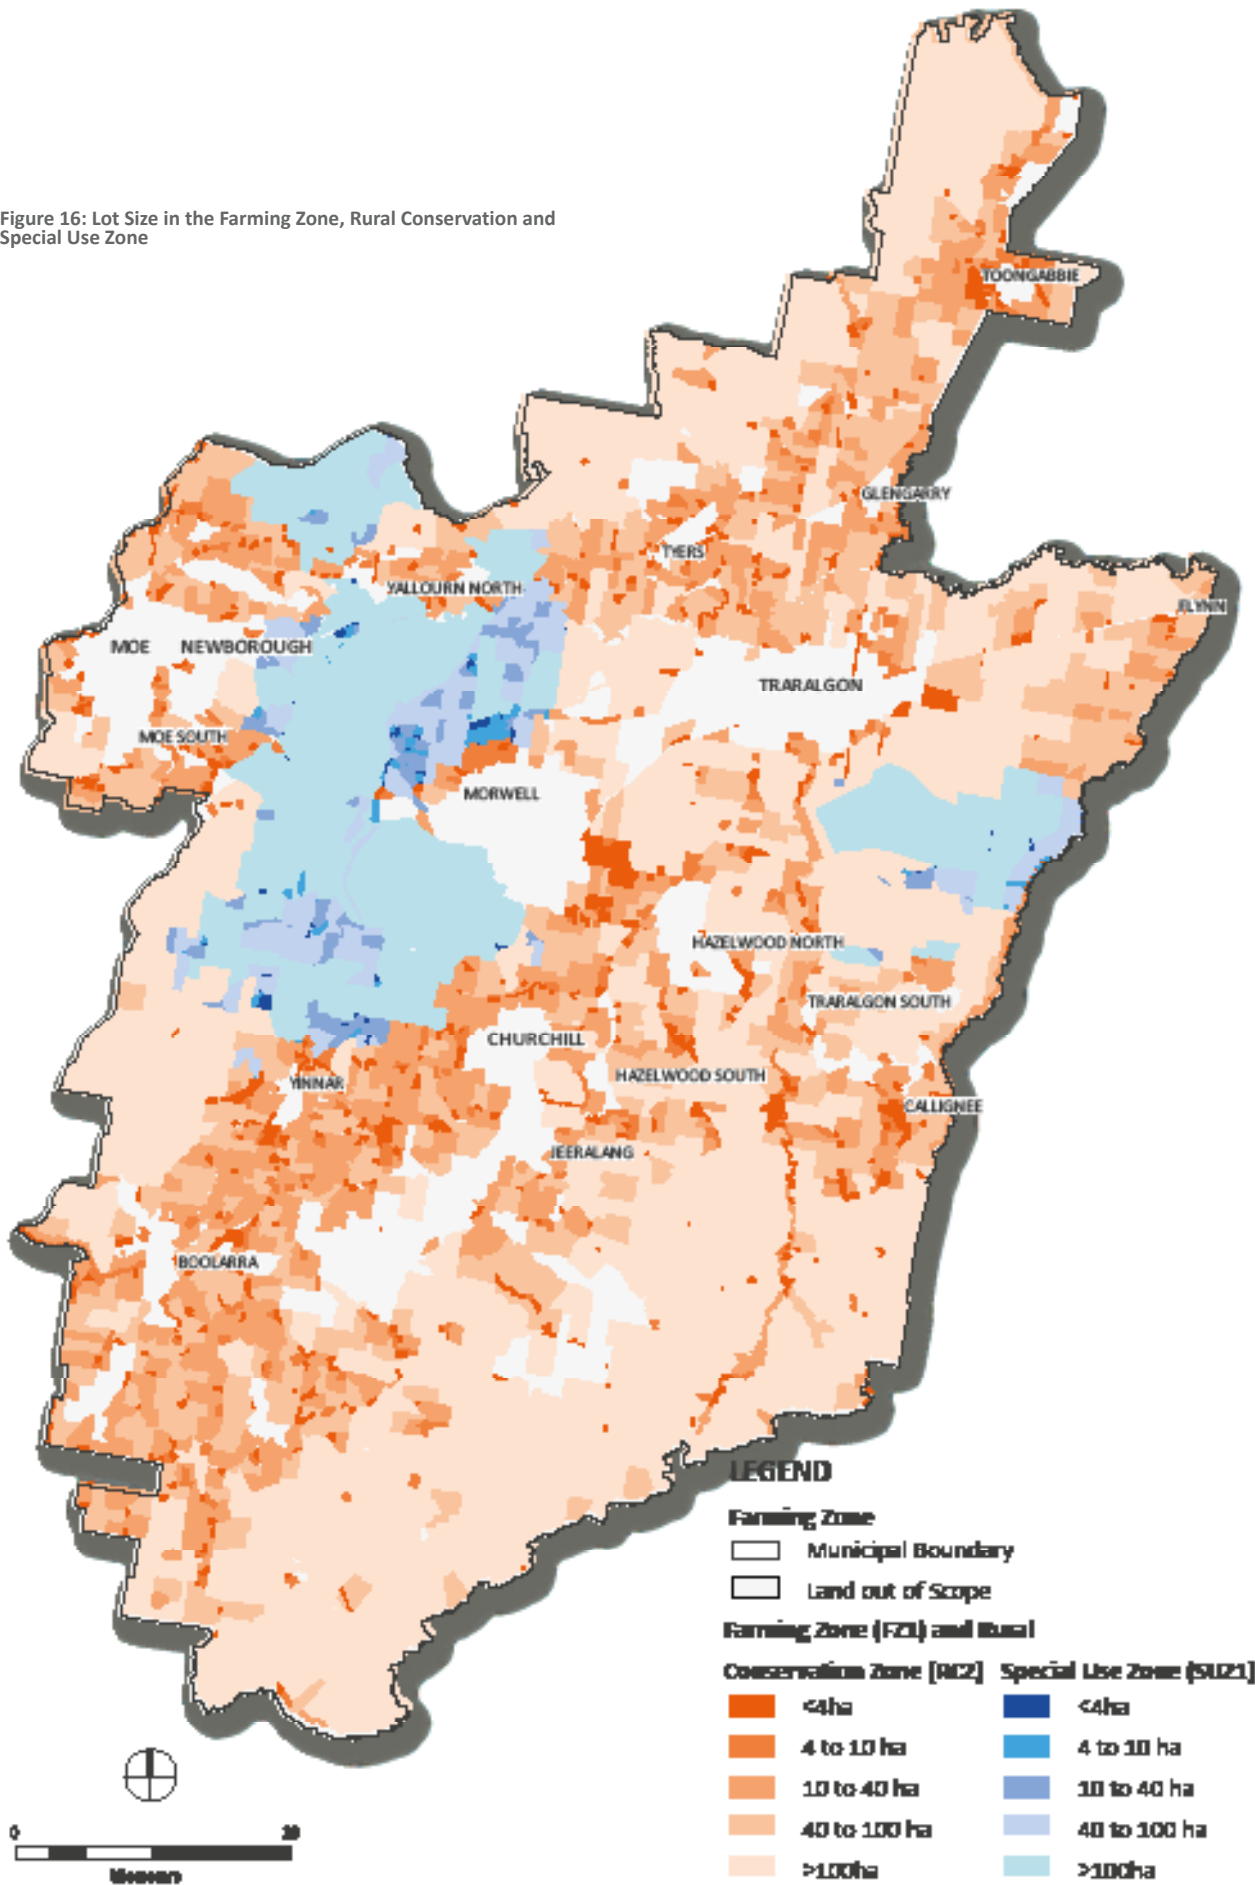 Figure 16: Lot Size in the Farming Zone, Rural Conservation and
Special Use Zone
TOONGABBIE
GLENGARRY
TYERS
YALLOURN NORTH
FLYNN
MOE
NEWBOROUGH
TRARALGON
MOE SOUTH
MORWELL
HAZELWOOD NORTH
TRARALGON SOUTH
CHURCHILL
HAZELWOOD SOUTH
YINNAR
CALLIGNEE
JEERALANG
BOOLARRA
LEGEND
Farming Zone
Municipal Boundary
Land out of Scope
Farming Zone (FZ1) and Rural
Conservation Zone [RCZ]
Special Use Zone (SUZ1]
<4ha
<4ha
4 to 10 ha
4 to 10 ha
10 to 40 ha
10 to 40 ha
40 to 100 ha
40 to 100 ha
>100ha
>100ha
0